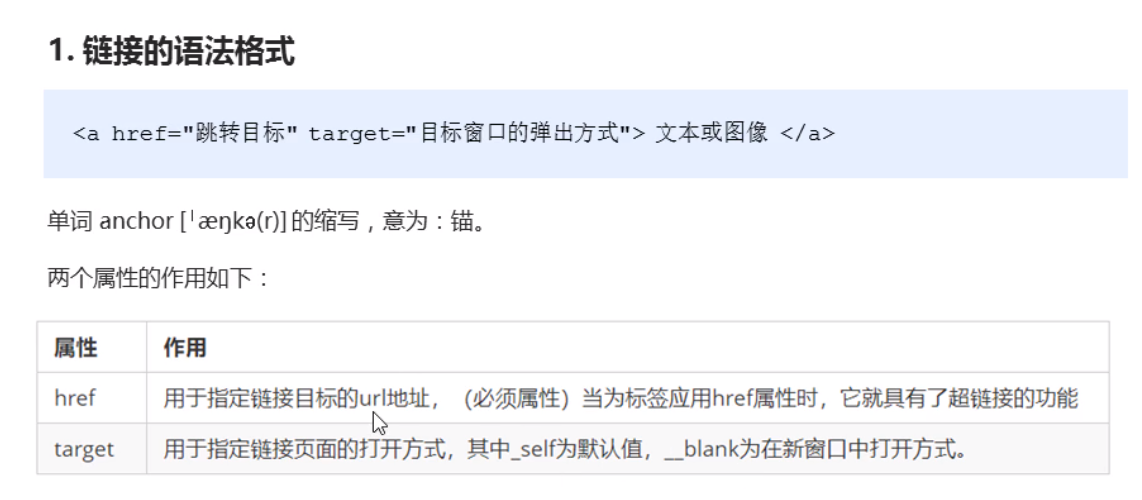 1. 链接的语法格式
<a href="跳转目标" target="目标窗口的弹出方式"> 文本或图像 </a>
单词 anchor [ˈæŋkə(r)] 的缩写，意为：锚。
两个属性的作用如下：
属性 作用
href 用于指定链接目标的url地址，（必须属性）当为标签应用href属性时，它就具有了超链接的功能
target 用于指定链接页面的打开方式，其中_self为默认值，__blank为在新窗口中打开方式。